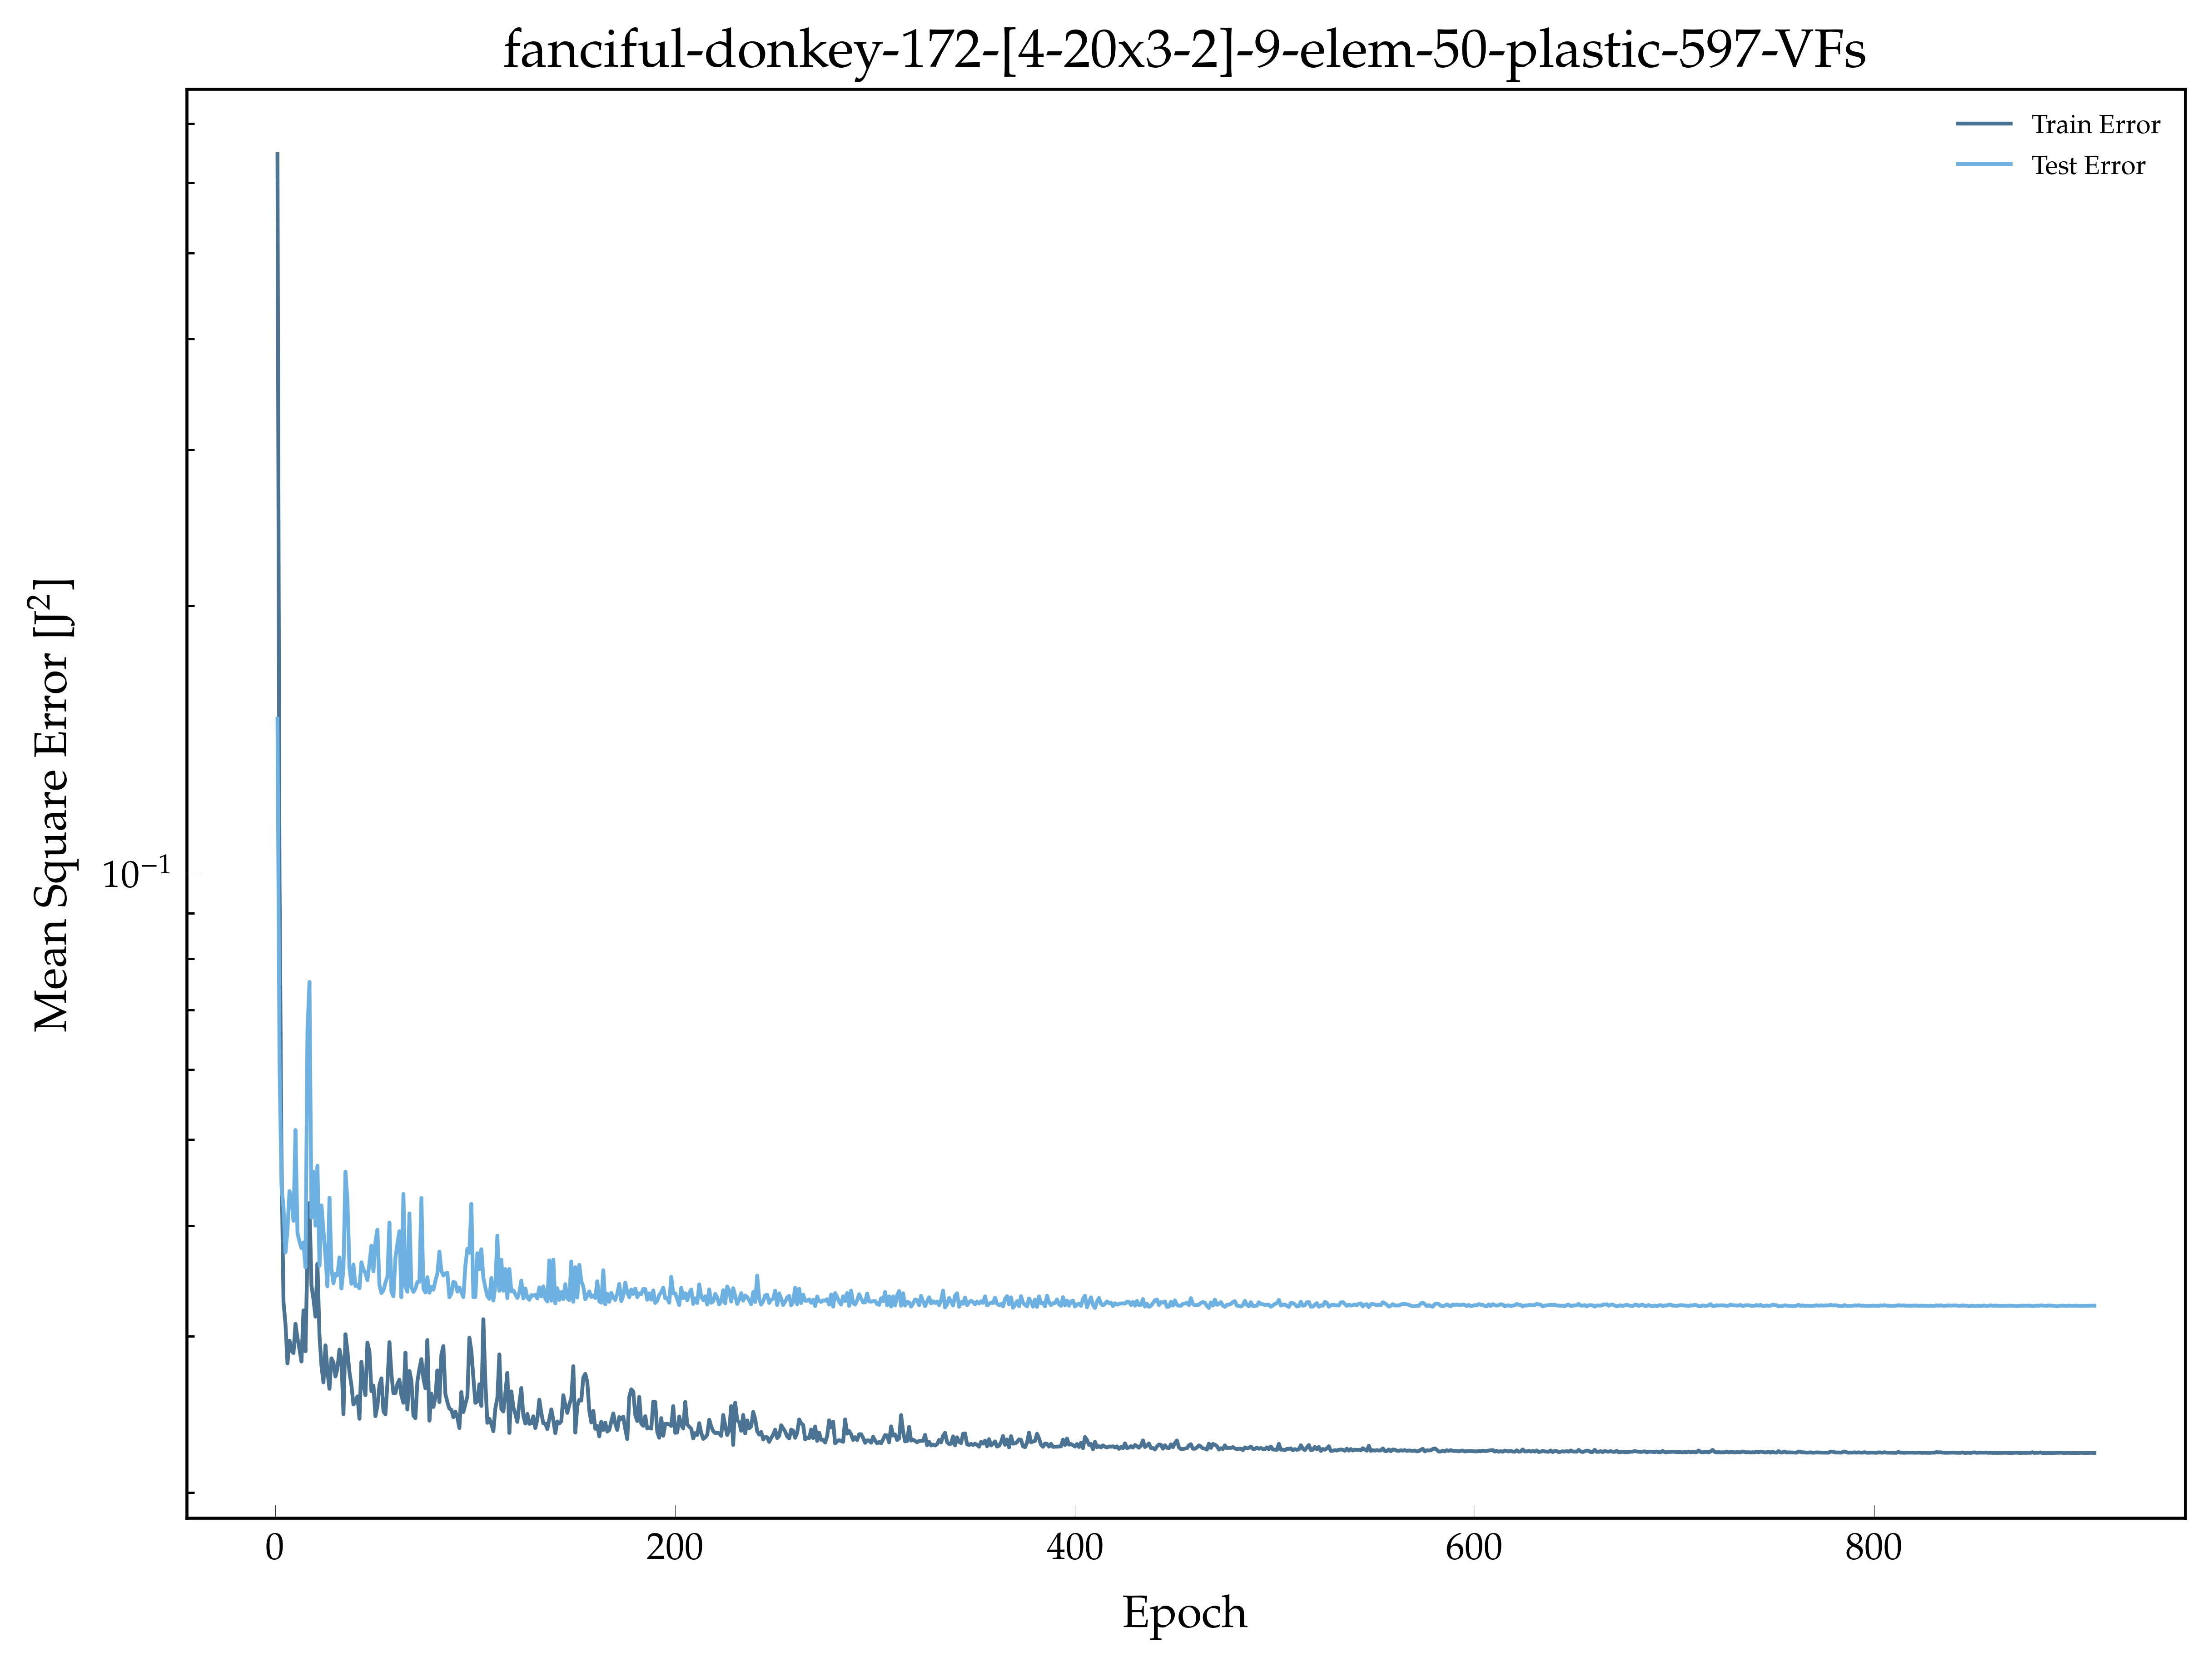 fanciful-donkey-172-[4-20x3-2]-9-elem-50-plastic-597-VFs
Train Error
Test Error
Mean Square Error [J²]
10⁻¹
0 200 400 600 800
Epoch